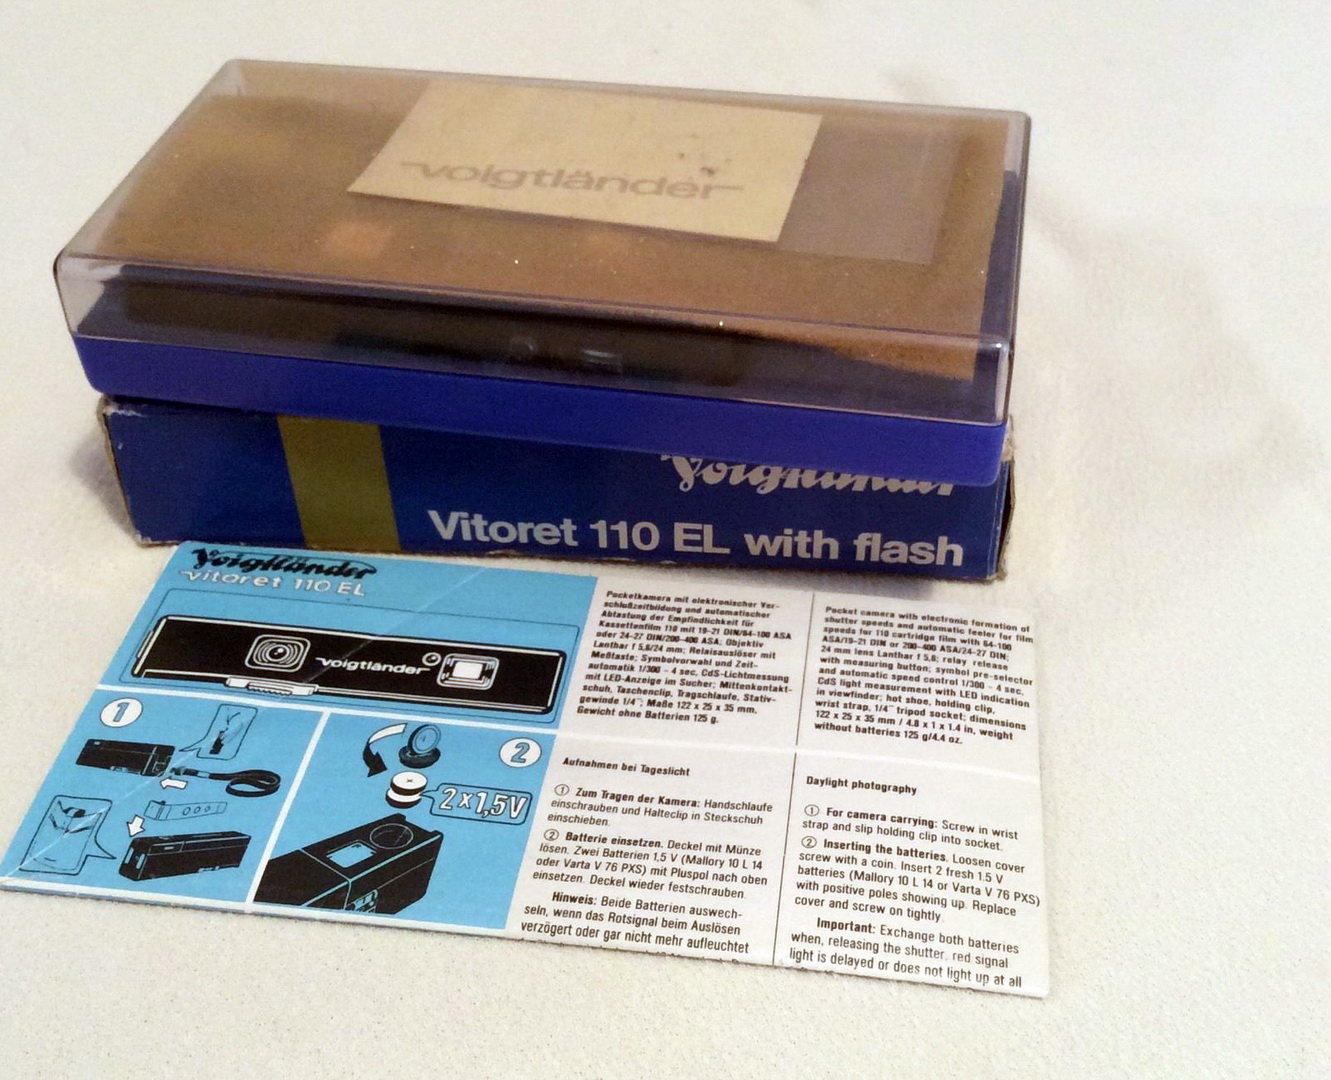 voigtländer
Voigtländer
Vitoret 110 EL with flash
Voigtländer
vitoret 110 EL
voigtländer
1
2
2x1,5V
Pocketkamera mit elektronischer Ver-
schlußzeitbildung und automatischer
Abtastung der Empfindlichkeit für
Kassettenfilm 110 mit 19-21 DIN/64-100 ASA
oder 24-27 DIN/200-400 ASA; Objektiv
Lanthar f 5,6/24 mm; Relaisauslöser mit
Meßtaste; Symbolvorwahl und Zeit-
automatik 1/300 - 4 sec, CdS-Lichtmessung
mit LED-Anzeige im Sucher; Mittenkontakt-
schuh, Taschenclip, Tragschlaufe, Stativ-
gewinde 1/4"; Maße 122 x 25 x 35 mm,
Gewicht ohne Batterien 125 g.
Pocket camera with electronic formation of
shutter speeds and automatic feeler for film
speeds for 110 cartridge film with 64-100
ASA/19-21 DIN or 200-400 ASA/24-27 DIN;
24 mm lens Lanthar f 5,6; relay release
with measuring button; symbol pre-selector
and automatic speed control 1/300 - 4 sec,
CdS light measurement with LED indication
in viewfinder; hot shoe, holding clip,
wrist strap, 1/4" tripod socket; dimensions
122 x 25 x 35 mm / 4.8 x 1 x 1.4 in, weight
without batteries 125 g/4.4 oz.
Aufnahmen bei Tageslicht
① Zum Tragen der Kamera: Handschlaufe
einschrauben und Halteclip in Steckschuh
einschieben.
② Batterie einsetzen. Deckel mit Münze
lösen. Zwei Batterien 1.5 V (Mallory 10 L 14
oder Varta V 76 PXS) mit Pluspol nach oben
einsetzen. Deckel wieder festschrauben.
Hinweis: Beide Batterien auswech-
seln, wenn das Rotsignal beim Auslösen
verzögert oder gar nicht mehr aufleuchtet
Daylight photography
① For camera carrying: Screw in wrist
strap and slip holding clip into socket.
② Inserting the batteries. Loosen cover
screw with a coin. Insert 2 fresh 1.5 V
batteries (Mallory 10 L 14 or Varta V 76 PXS)
with positive poles showing up. Replace
cover and screw on tightly.
Important: Exchange both batteries
when, releasing the shutter, red signal
light is delayed or does not light up at all